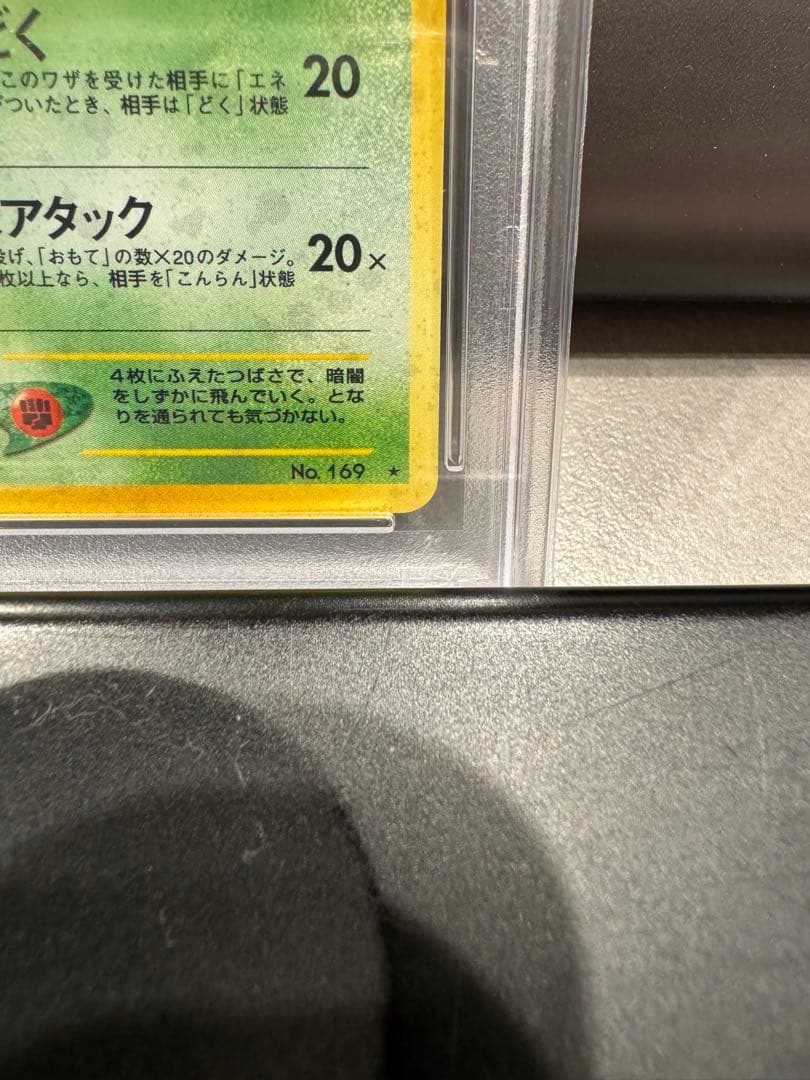 どく
このワザを受けた相手に「エネ
がついたとき、相手は「どく」状態
20
アタック
投げ、「おもて」の数×20のダメージ。
枚以上なら、相手を「こんらん」状態
20×
4枚にふえたつばさで、暗闇
をしずかに飛んでいく。とな
りを通られても気づかない。
No. 169 ★